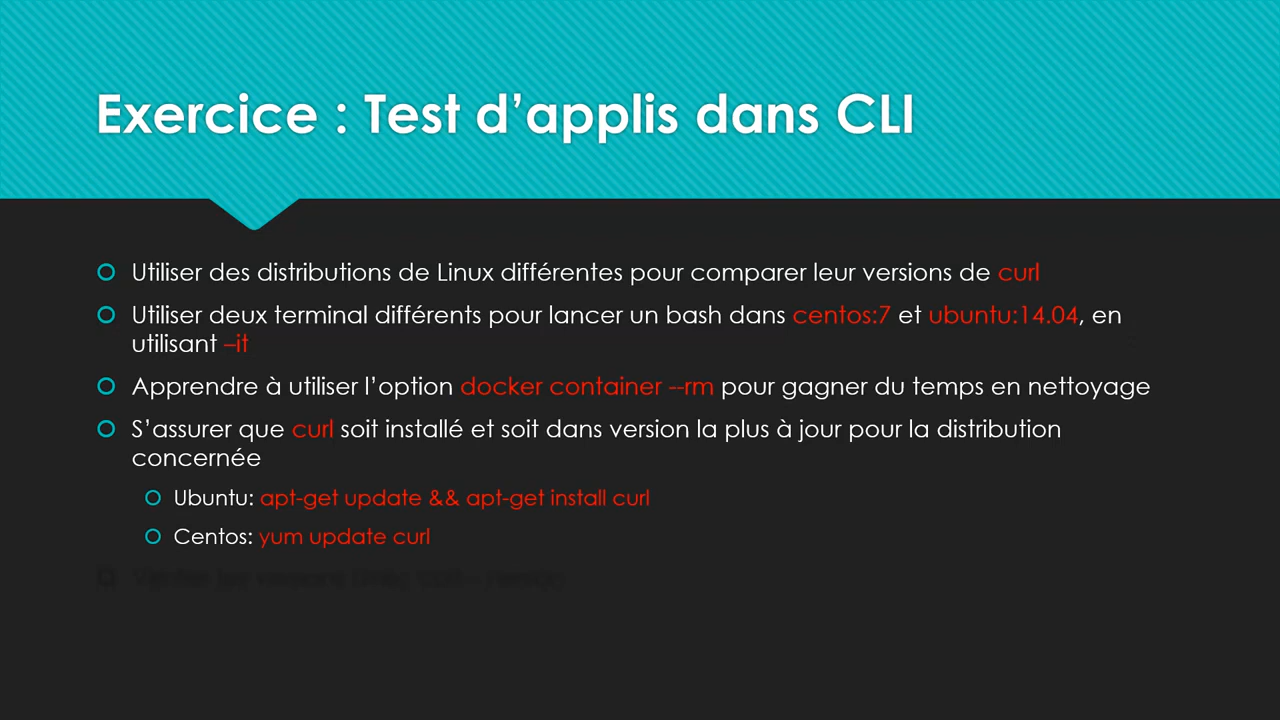 Exercice : Test d’applis dans CLI
Utiliser des distributions de Linux différentes pour comparer leur versions de curl
Utiliser deux terminal différents pour lancer un bash dans centos:7 et ubuntu:14.04, en
utilisant –it
Apprendre à utiliser l’option docker container --rm pour gagner du temps en nettoyage
S’assurer que curl soit installé et soit dans version la plus à jour pour la distribution
concernée
Ubuntu: apt-get update && apt-get install curl
Centos: yum update curl